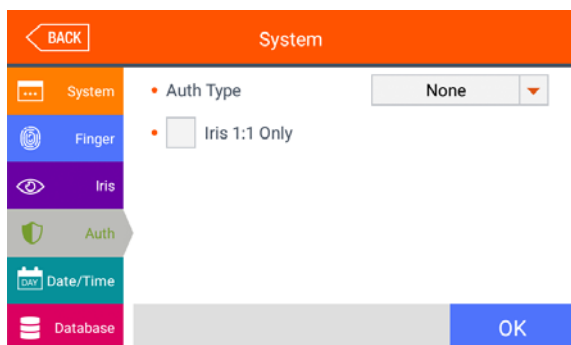 BACK
System
System
Finger
Iris
Auth
DAY Date/Time
Database
Auth Type
None
Iris 1:1 Only
OK